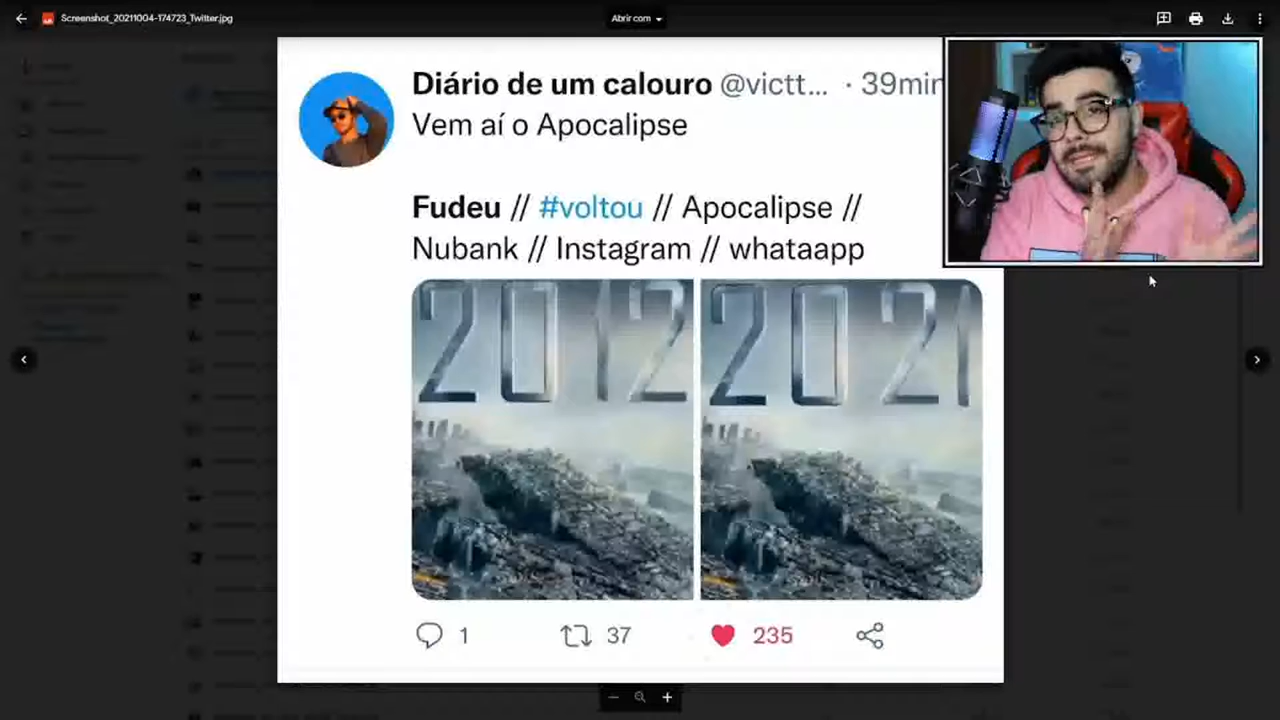 Screenshot_20211004-174723_Twitter.jpg
Abrir com
Diário de um calouro @victt... · 39min
Vem aí o Apocalipse
Fudeu // #voltou // Apocalipse //
Nubank // Instagram // whataapp
2012
2021
1
37
235